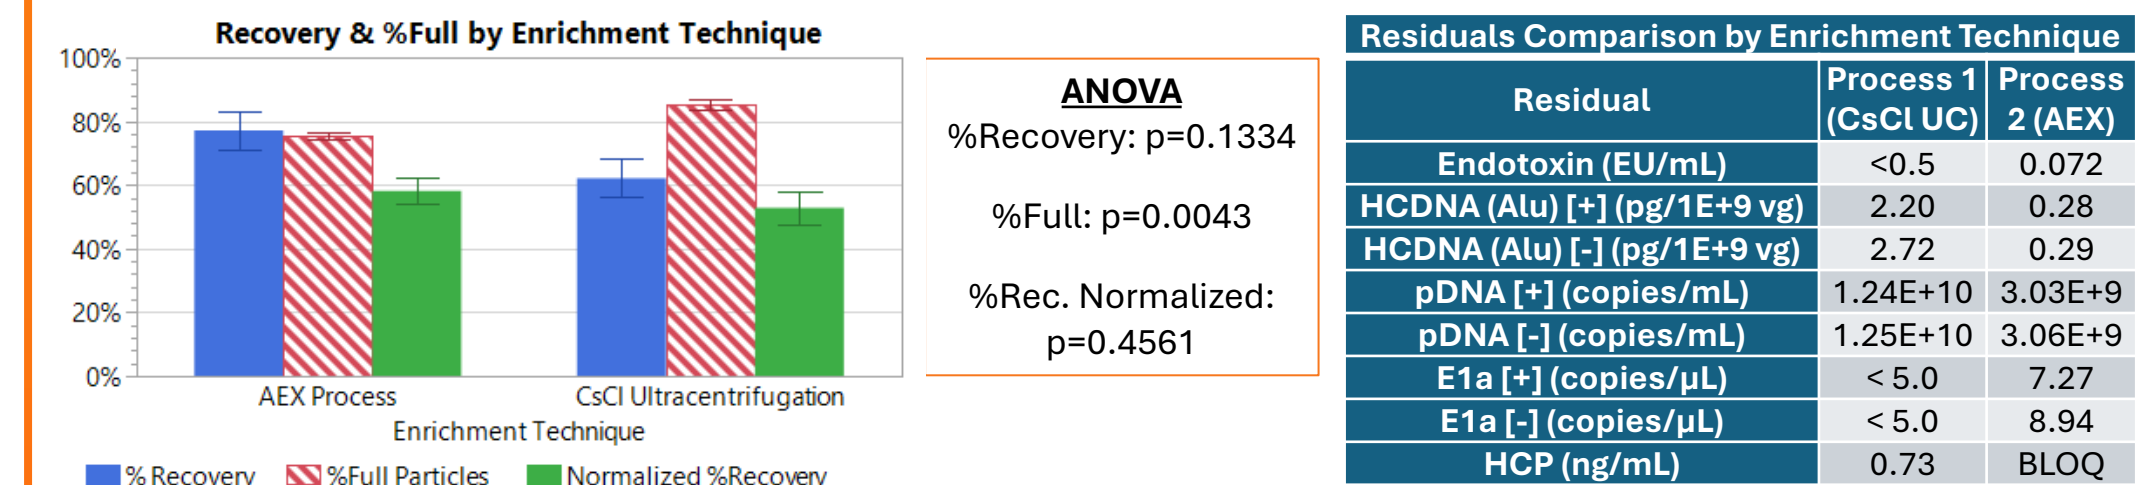 Recovery & %Full by Enrichment Technique
100%
80%
60%
40%
20%
0%
AEX Process
CsCl Ultracentrifugation
Enrichment Technique
% Recovery
%Full Particles
Normalized %Recovery
ANOVA
%Recovery: p=0.1334
%Full: p=0.0043
%Rec. Normalized:
p=0.4561
Residuals Comparison by Enrichment Technique
Residual
Process 1
(CsCl UC)
Process
2 (AEX)
Endotoxin (EU/mL) <0.5 0.072
HCDNA (Alu) [+] (pg/1E+9 vg) 2.20 0.28
HCDNA (Alu) [-] (pg/1E+9 vg) 2.72 0.29
pDNA [+] (copies/mL) 1.24E+10 3.03E+9
pDNA [-] (copies/mL) 1.25E+10 3.06E+9
E1a [+] (copies/µL) < 5.0 7.27
E1a [-] (copies/µL) < 5.0 8.94
HCP (ng/mL) 0.73 BLOQ